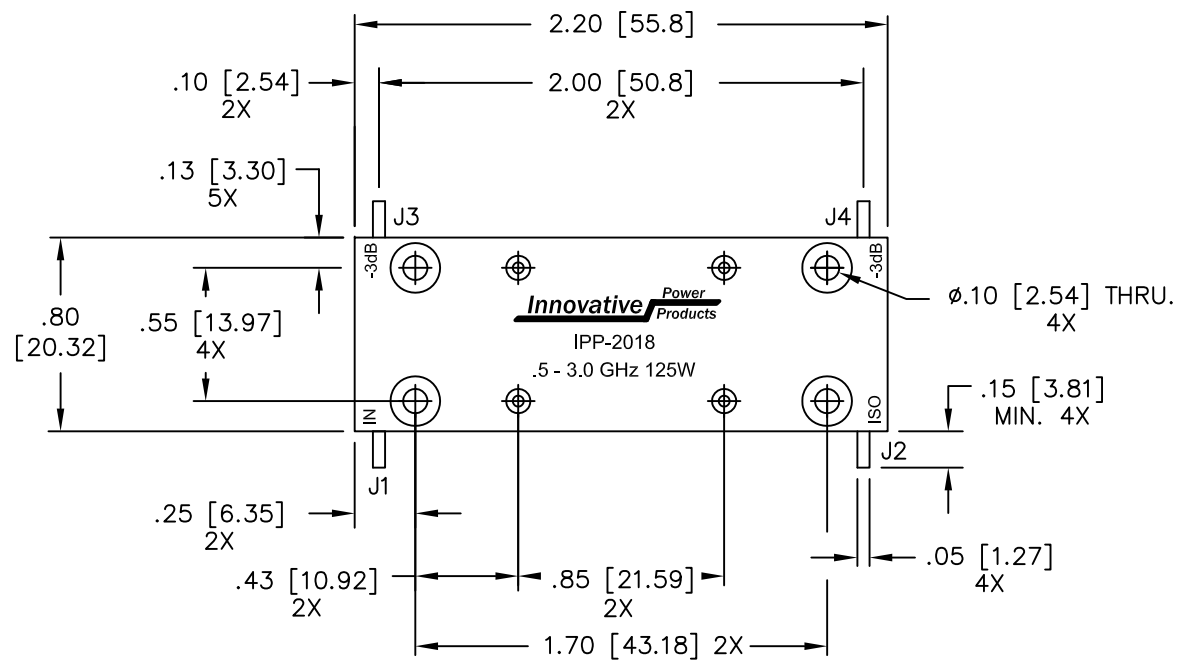 2.20 [55.8]
.10 [2.54]
2X
2.00 [50.8]
2X
.13 [3.30]
5X
J3
J4
-3dB
-3dB
Innovative Power Products
IPP-2018
.5 - 3.0 GHz 125W
ø.10 [2.54] THRU.
4X
.80
[20.32]
.55 [13.97]
4X
.15 [3.81]
MIN. 4X
IN
ISO
J1
J2
.25 [6.35]
2X
.05 [1.27]
4X
.43 [10.92]
2X
.85 [21.59]
2X
1.70 [43.18] 2X